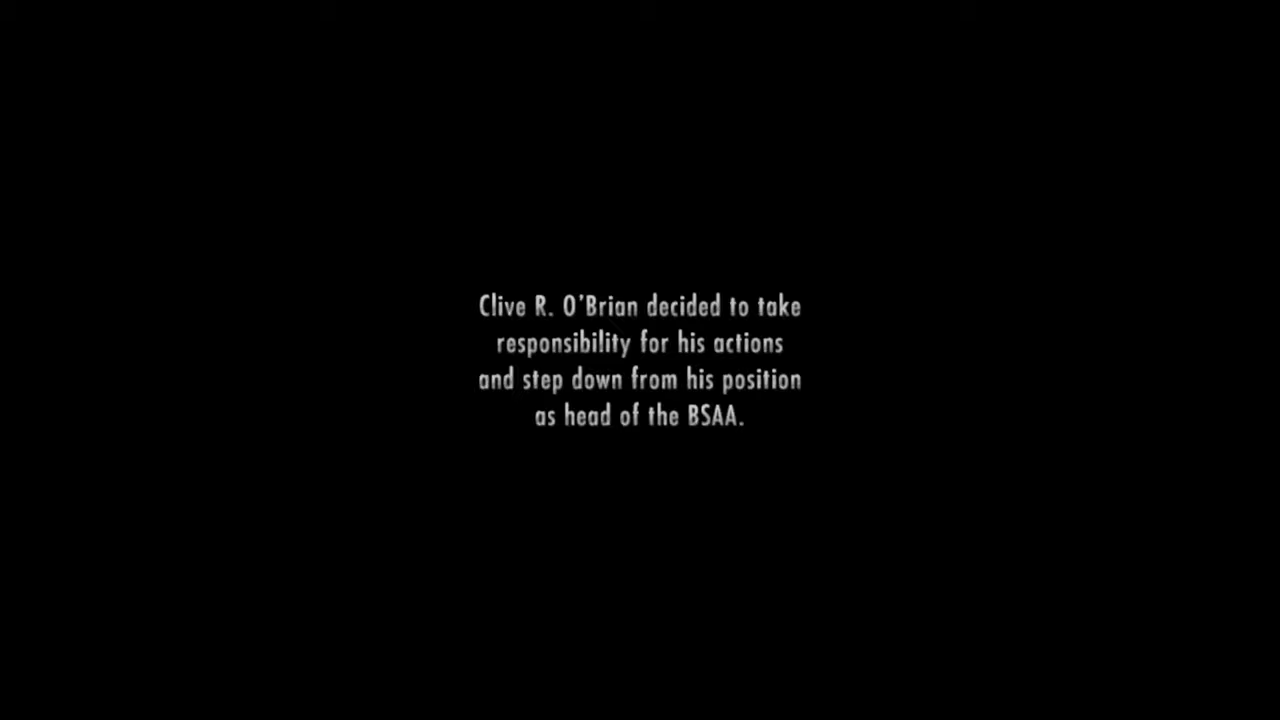 Clive R. O'Brian decided to take
responsibility for his actions
and step down from his position
as head of the BSAA.